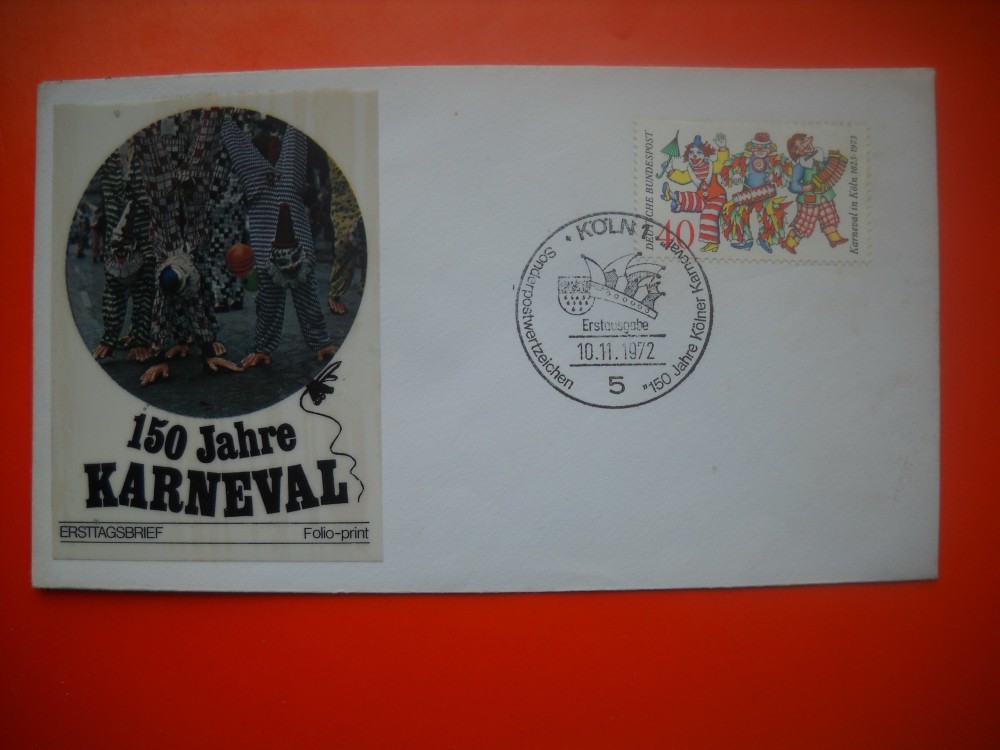 150 Jahre
KARNEVAL
ERSTTAGSBRIEF Folio-print
DEUTSCHE BUNDESPOST
40
Karneval in Köln 1823-1973
KÖLN 1
Sonderpostwertzeichen
"150 Jahre Kölner Karneval"
Erstausgabe
10.11.1972
5